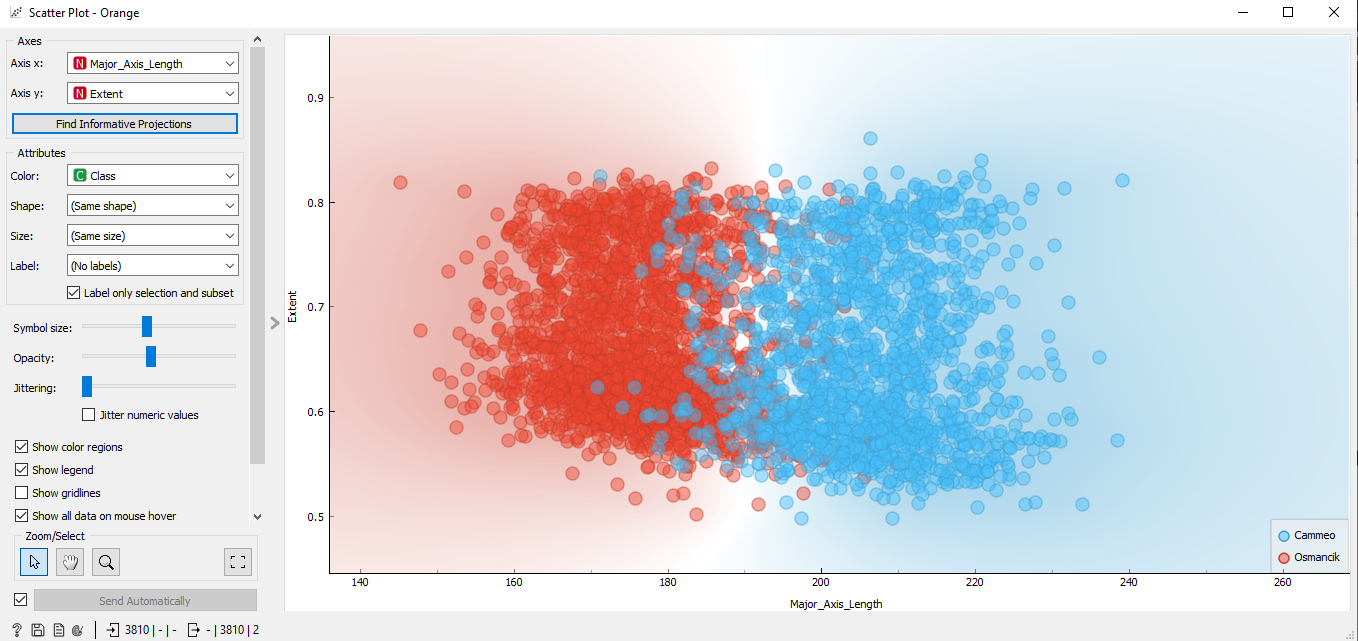 Scatter Plot - Orange
Axes
Axis x: N Major_Axis_Length
Axis y: N Extent
Find Informative Projections
Attributes
Color: C Class
Shape: (Same shape)
Size: (Same size)
Label: (No labels)
Label only selection and subset
Symbol size:
Opacity:
Jittering:
Jitter numeric values
Show color regions
Show legend
Show gridlines
Show all data on mouse hover
Zoom/Select
Send Automatically
? 3810 | - | - - | 3810 | 2
Extent
0.9
0.8
0.7
0.6
0.5
140 160 180 200 220 240 260
Major_Axis_Length
Cammeo
Osmancik